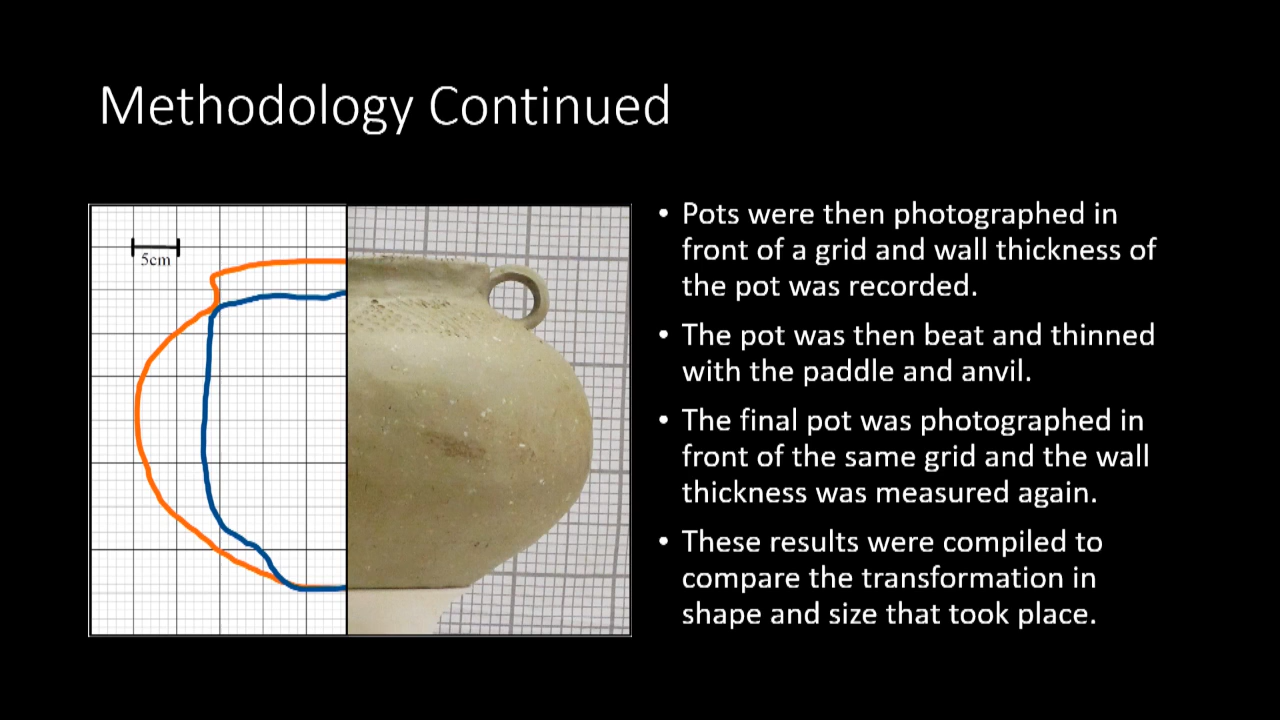 Methodology Continued
5cm
• Pots were then photographed in
front of a grid and wall thickness of
the pot was recorded.
• The pot was then beat and thinned
with the paddle and anvil.
• The final pot was photographed in
front of the same grid and the wall
thickness was measured again.
• These results were compiled to
compare the transformation in
shape and size that took place.